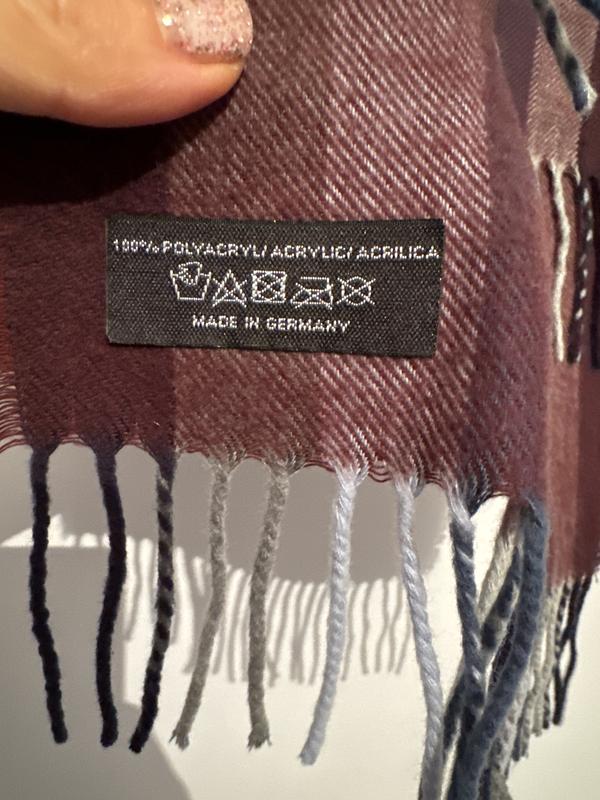 100% POLYACRYL/ ACRYLIC/ ACRILICA
MADE IN GERMANY